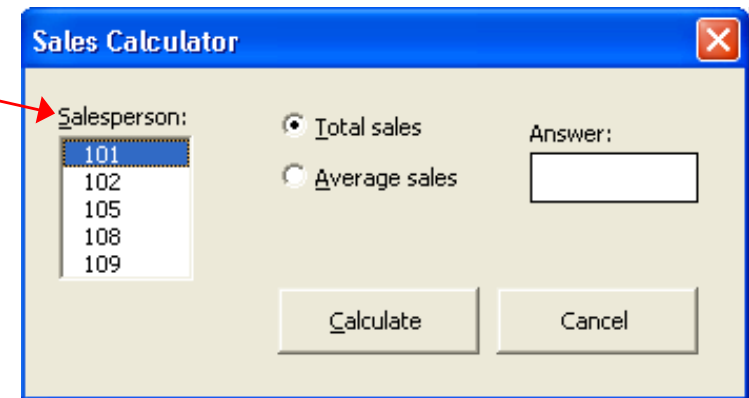 Sales Calculator
Salesperson:
101
102
105
108
109
Total sales
Average sales
Answer:
Calculate
Cancel